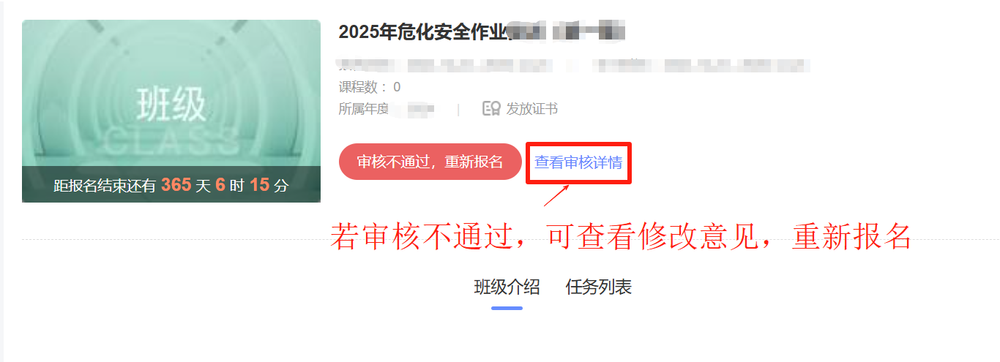 班级
CLASS
距报名结束还有 365 天 6 时 15 分
2025年危化安全作业
课程数： 0
所属年度
发放证书
审核不通过，重新报名
查看审核详情
若审核不通过，可查看修改意见，重新报名
班级介绍
任务列表